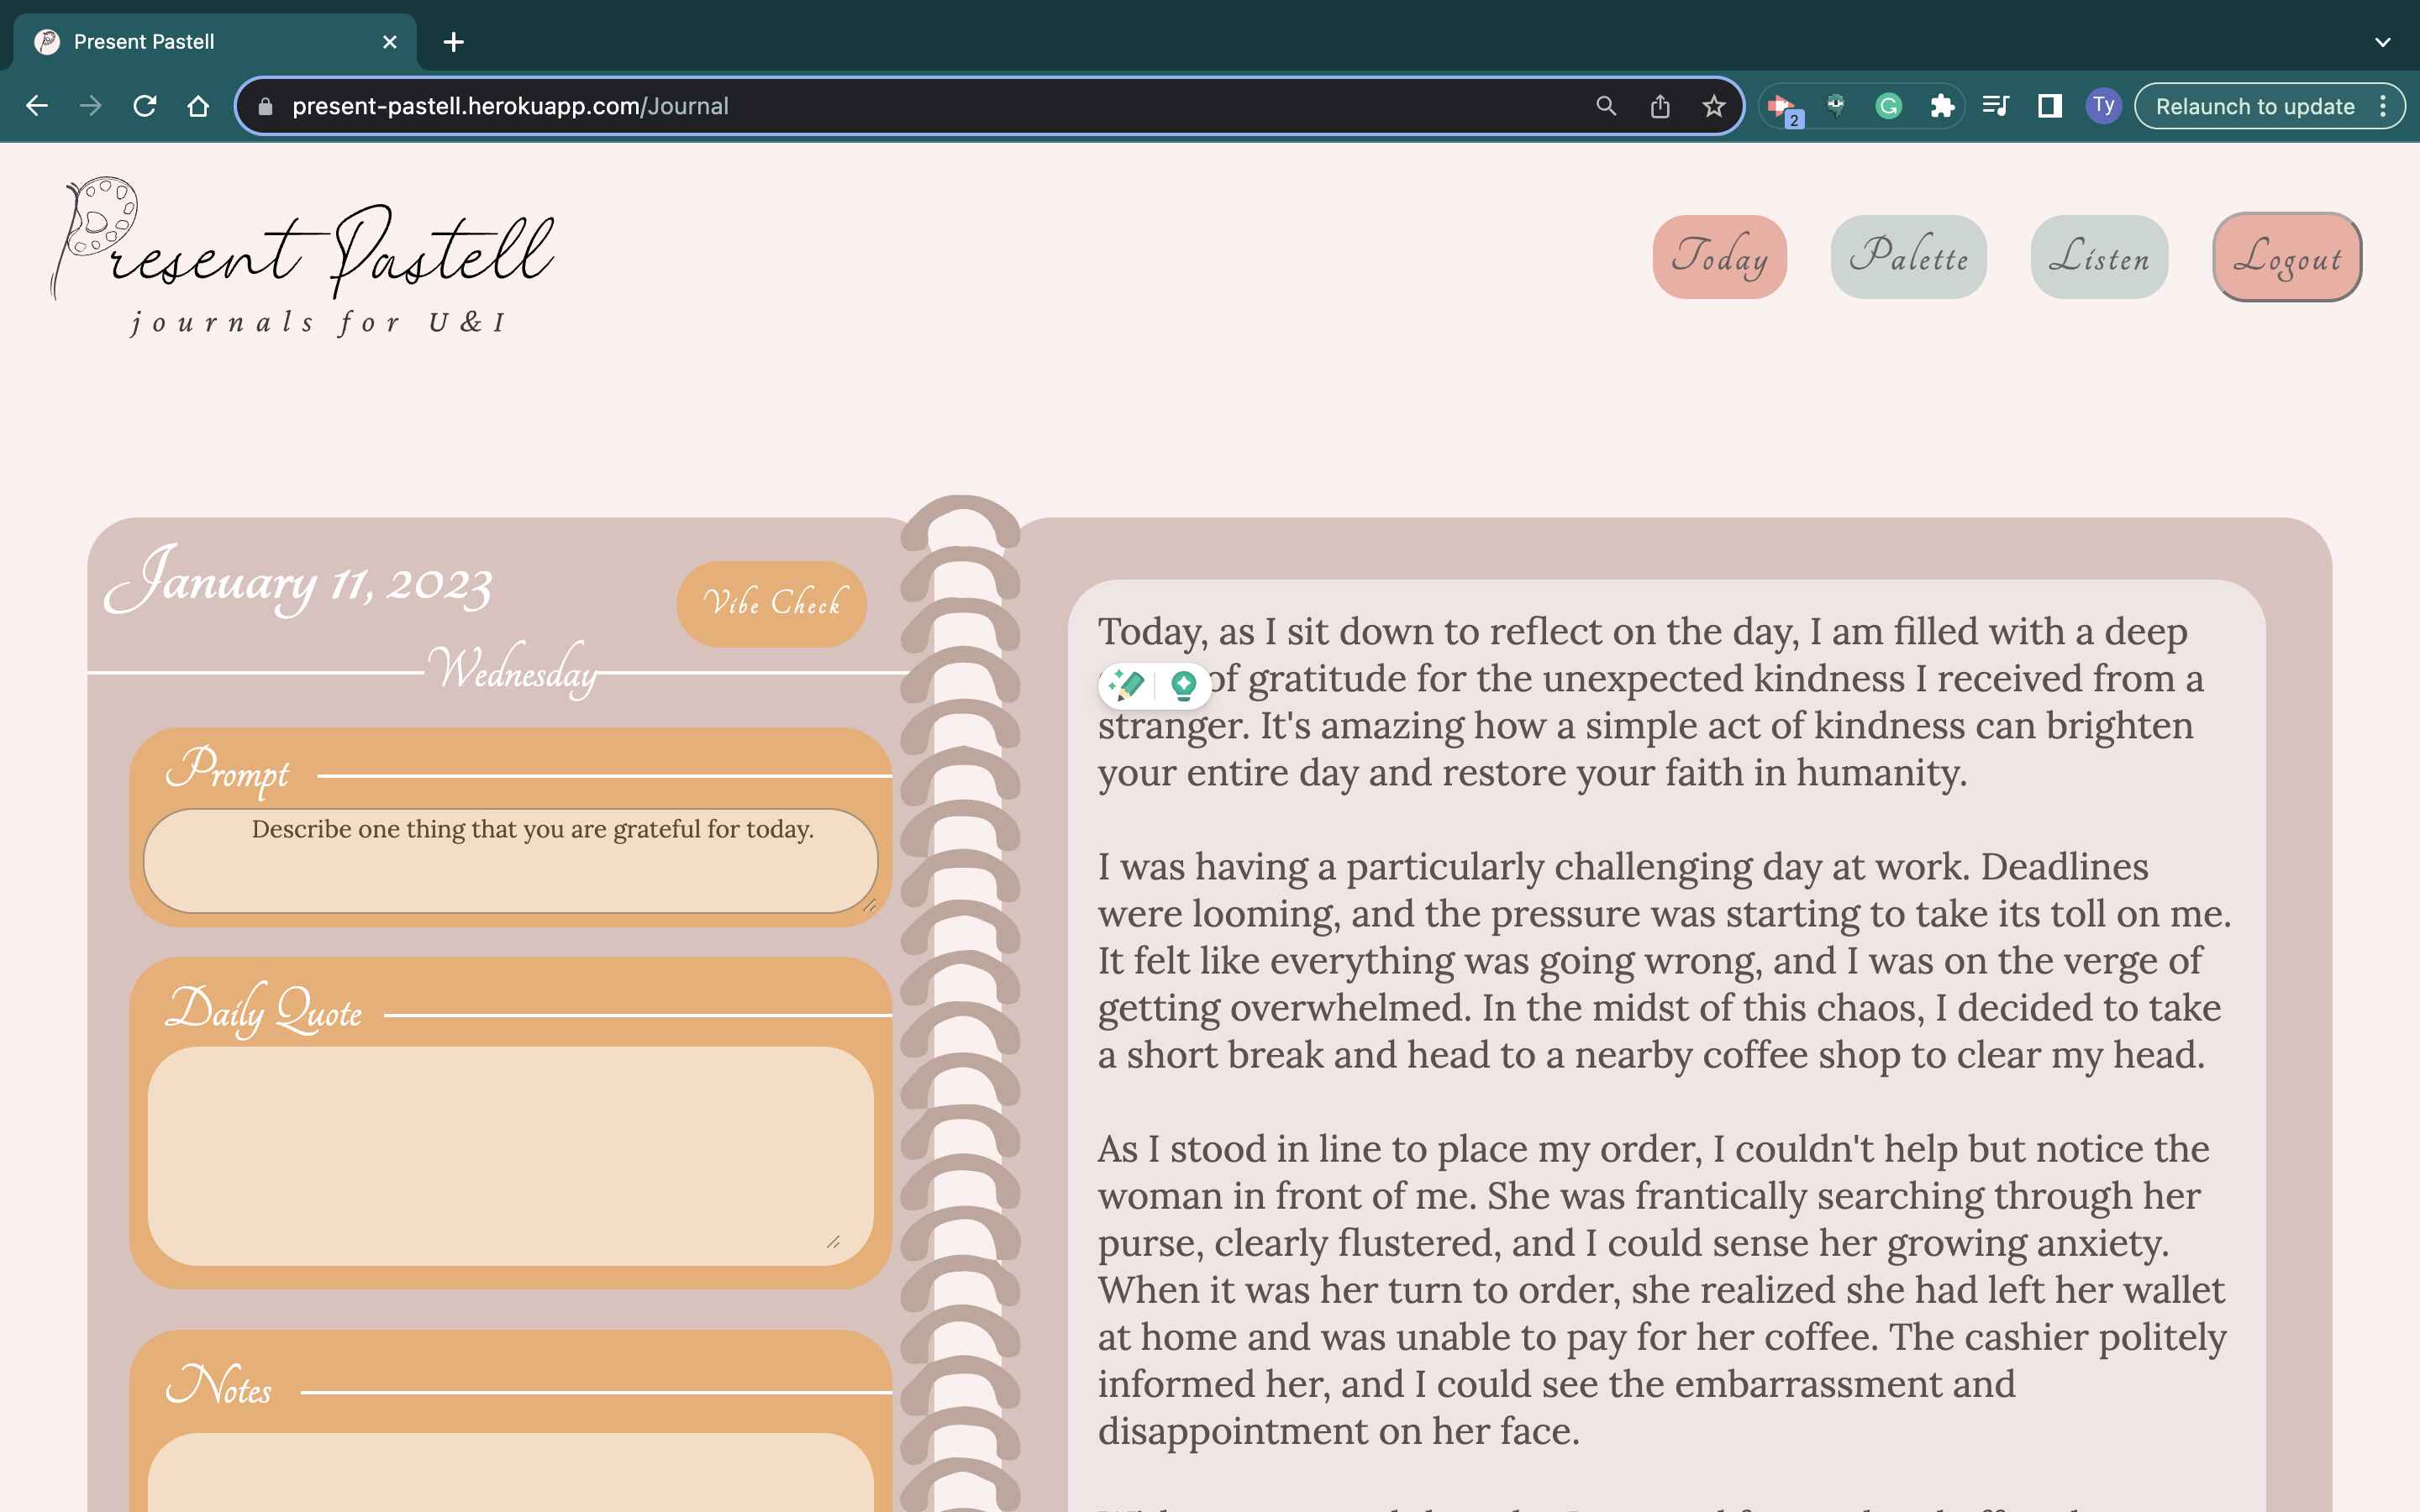 Present Pastell
present-pastell.herokuapp.com/Journal
2
Ty
Relaunch to update
Present Pastell
journals for U&I
Today
Palette
Listen
Logout
January 11, 2023
Vibe Check
Wednesday
Prompt
Describe one thing that you are grateful for today.
Daily Quote
Notes
Today, as I sit down to reflect on the day, I am filled with a deep
of gratitude for the unexpected kindness I received from a
stranger. It's amazing how a simple act of kindness can brighten
your entire day and restore your faith in humanity.
I was having a particularly challenging day at work. Deadlines
were looming, and the pressure was starting to take its toll on me.
It felt like everything was going wrong, and I was on the verge of
getting overwhelmed. In the midst of this chaos, I decided to take
a short break and head to a nearby coffee shop to clear my head.
As I stood in line to place my order, I couldn't help but notice the
woman in front of me. She was frantically searching through her
purse, clearly flustered, and I could sense her growing anxiety.
When it was her turn to order, she realized she had left her wallet
at home and was unable to pay for her coffee. The cashier politely
informed her, and I could see the embarrassment and
disappointment on her face.